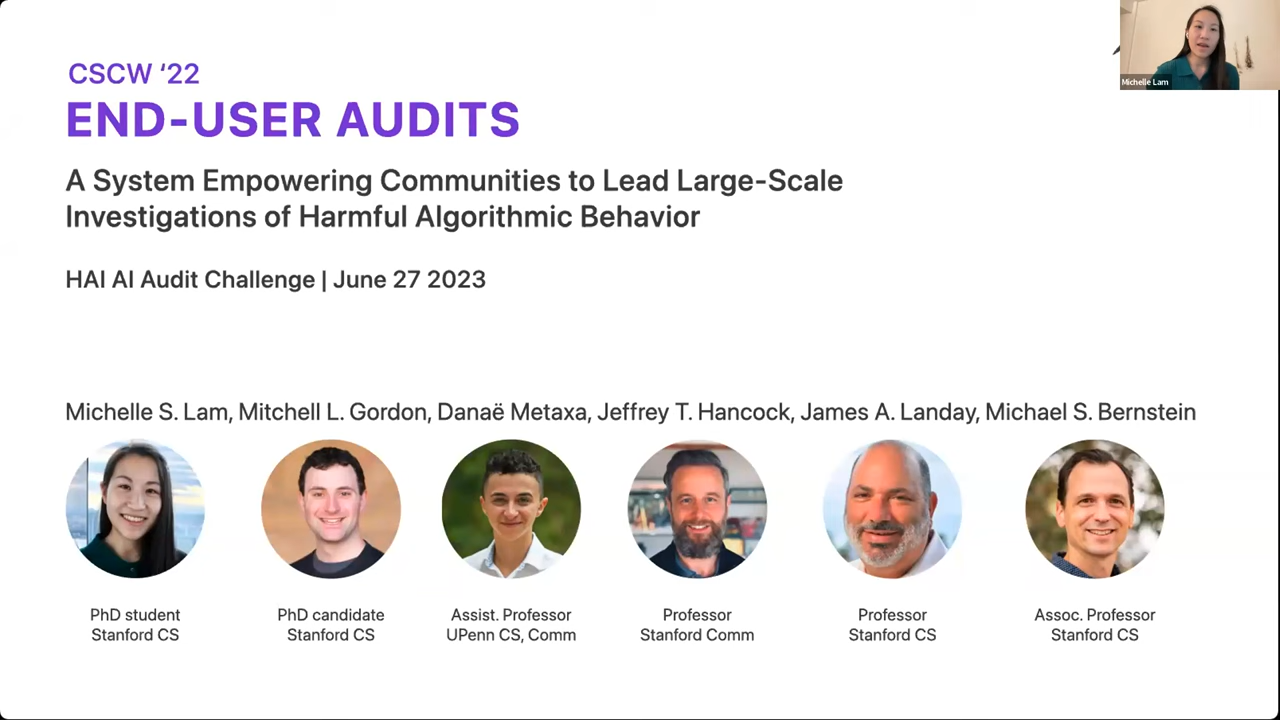 CSCW ‘22
END-USER AUDITS
A System Empowering Communities to Lead Large-Scale
Investigations of Harmful Algorithmic Behavior
HAI AI Audit Challenge | June 27 2023
Michelle Lam
Michelle S. Lam, Mitchell L. Gordon, Danaë Metaxa, Jeffrey T. Hancock, James A. Landay, Michael S. Bernstein
PhD student
Stanford CS
PhD candidate
Stanford CS
Assist. Professor
UPenn CS, Comm
Professor
Stanford Comm
Professor
Stanford CS
Assoc. Professor
Stanford CS